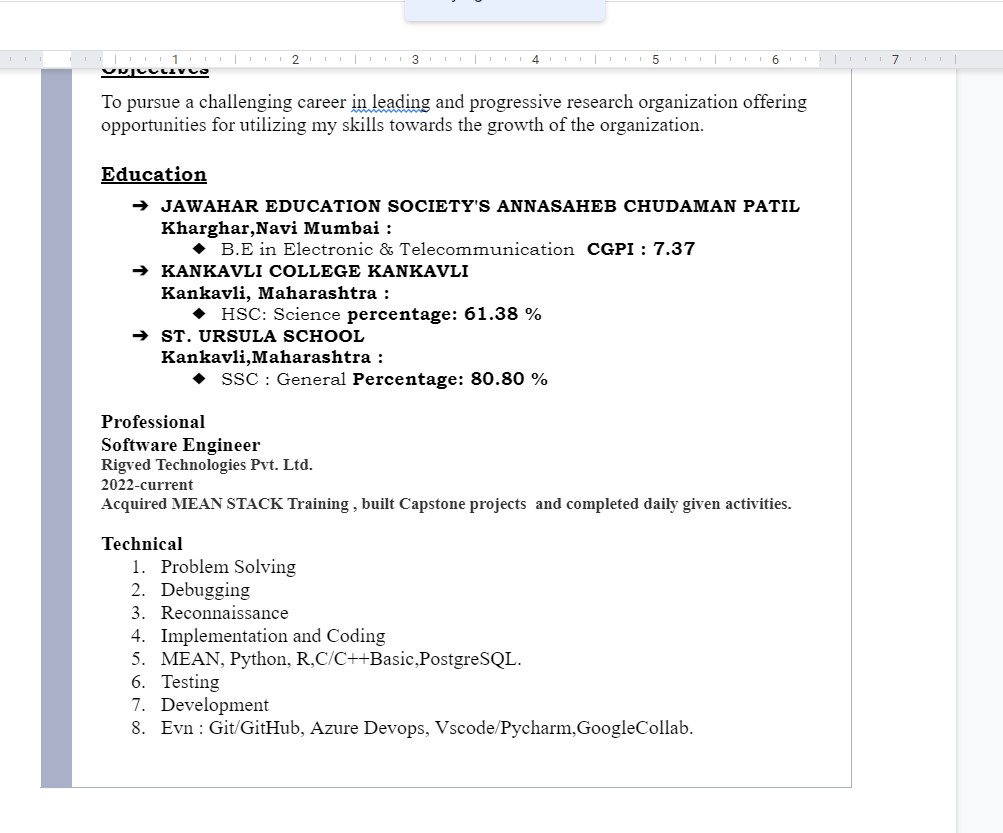 1 2 3 4 5 6 7
Objectives
To pursue a challenging career in leading and progressive research organization offering
opportunities for utilizing my skills towards the growth of the organization.
Education
➔ JAWAHAR EDUCATION SOCIETY'S ANNASAHEB CHUDAMAN PATIL
Kharghar,Navi Mumbai :
◆ B.E in Electronic & Telecommunication CGPI : 7.37
➔ KANKAVLI COLLEGE KANKAVLI
Kankavli, Maharashtra :
◆ HSC: Science percentage: 61.38 %
➔ ST. URSULA SCHOOL
Kankavli,Maharashtra :
◆ SSC : General Percentage: 80.80 %
Professional
Software Engineer
Rigved Technologies Pvt. Ltd.
2022-current
Acquired MEAN STACK Training , built Capstone projects and completed daily given activities.
Technical
1. Problem Solving
2. Debugging
3. Reconnaissance
4. Implementation and Coding
5. MEAN, Python, R,C/C++Basic,PostgreSQL.
6. Testing
7. Development
8. Evn : Git/GitHub, Azure Devops, Vscode/Pycharm,GoogleCollab.